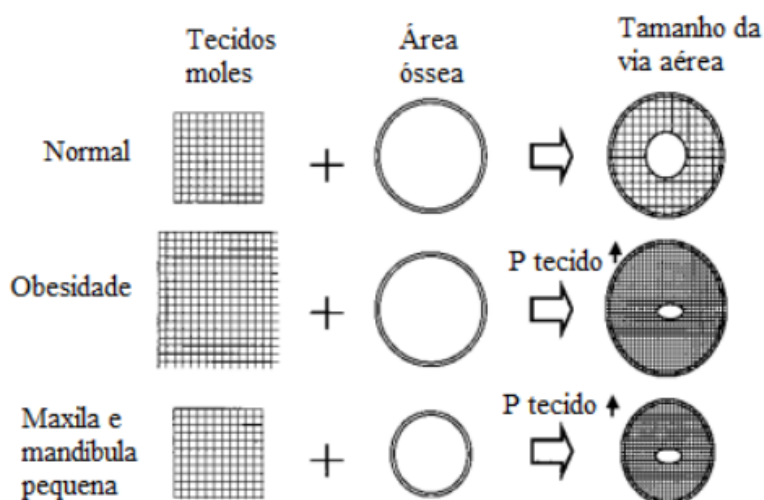 Tecidos
moles
Área
óssea
Tamanho da
via aérea
Normal
+
Obesidade
+
P tecido
Maxila e
mandíbula
pequena
+
P tecido